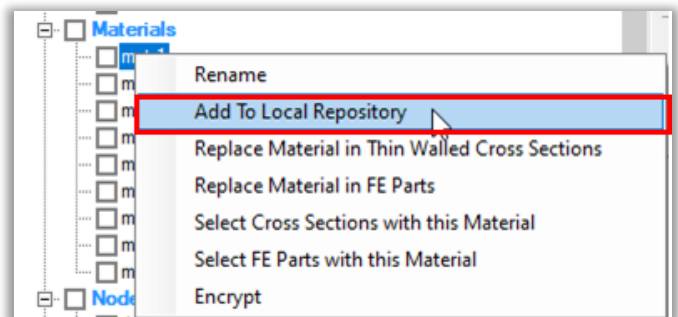 Materials
Rename
Add To Local Repository
Replace Material in Thin Walled Cross Sections
Replace Material in FE Parts
Select Cross Sections with this Material
Select FE Parts with this Material
Encrypt